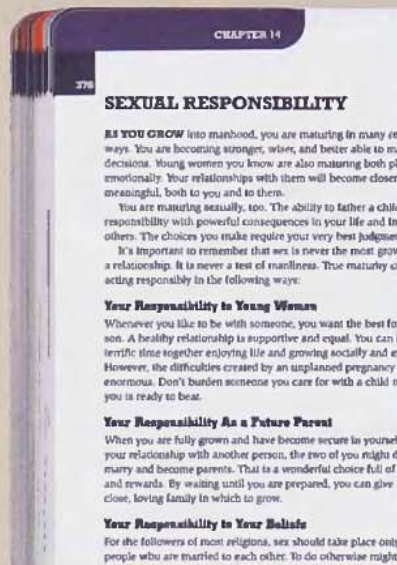 CHAPTER 14
376
SEXUAL RESPONSIBILITY
AS YOU GROW into manhood, you are maturing in many re
ways. You are becoming stronger, wiser, and better able to ma
decisions. Young women you know are also maturing both pl
emotionally. Your relationships with them will become closer
meaningful, both to you and to them.
You are maturing sexually, too. The ability to father a child
responsibility with powerful consequences in your life and in
others. The choices you make require your very best judgmen
It's important to remember that sex is never the most grow
a relationship. It is never a test of manliness. True maturity co
acting responsibly in the following ways:
Your Responsibility to Young Women
Whenever you like to be with someone, you want the best fo
son. A healthy relationship is supportive and equal. You can
terrific time together enjoying life and growing socially and e
However, the difficulties created by an unplanned pregnancy
enormous. Don't burden someone you care for with a child n
you is ready to bear.
Your Responsibility As a Future Parent
When you are fully grown and have become secure in yoursel
your relationship with another person, the two of you might d
marry and become parents. That is a wonderful choice full of
and rewards. By waiting until you are prepared, you can give
close, loving family in which to grow.
Your Responsibility to Your Beliefs
For the followers of most religions, sex should take place only
people who are married to each other. To do otherwise might